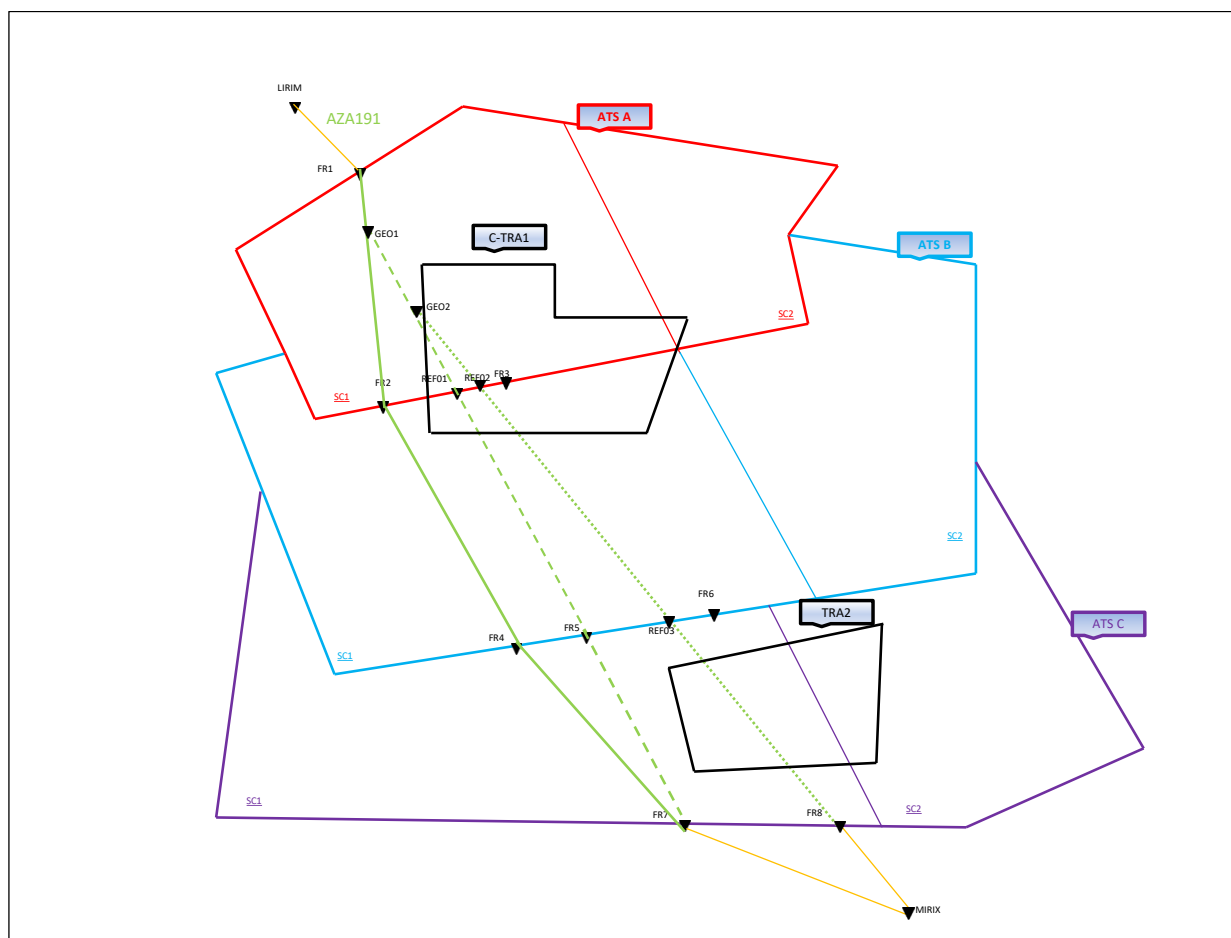 LIRIM
AZA191
ATS A
FR1
GEO1
C-TRA1
ATS B
GEO2
SC2
FR2
REF01
REF02
FR3
SC1
SC2
FR6
TRA2
ATS C
FR4
FR5
REF03
SC1
SC1
SC2
FR7
FR8
MIRIX